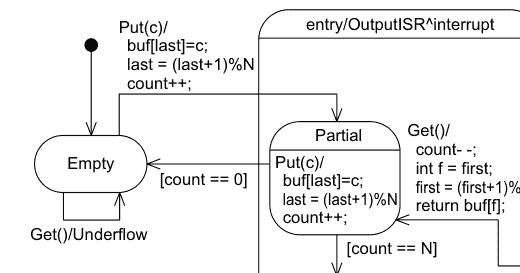 Put(c)/
buf[last]=c;
last = (last+1)%N
count++;
entry/OutputISR^interrupt
Empty
Get()/Underflow
[count == 0]
Partial
Put(c)/
buf[last]=c;
last = (last+1)%N
count++;
Get()/
count- -;
int f = first;
first = (first+1)%
return buf[f];
[count == N]